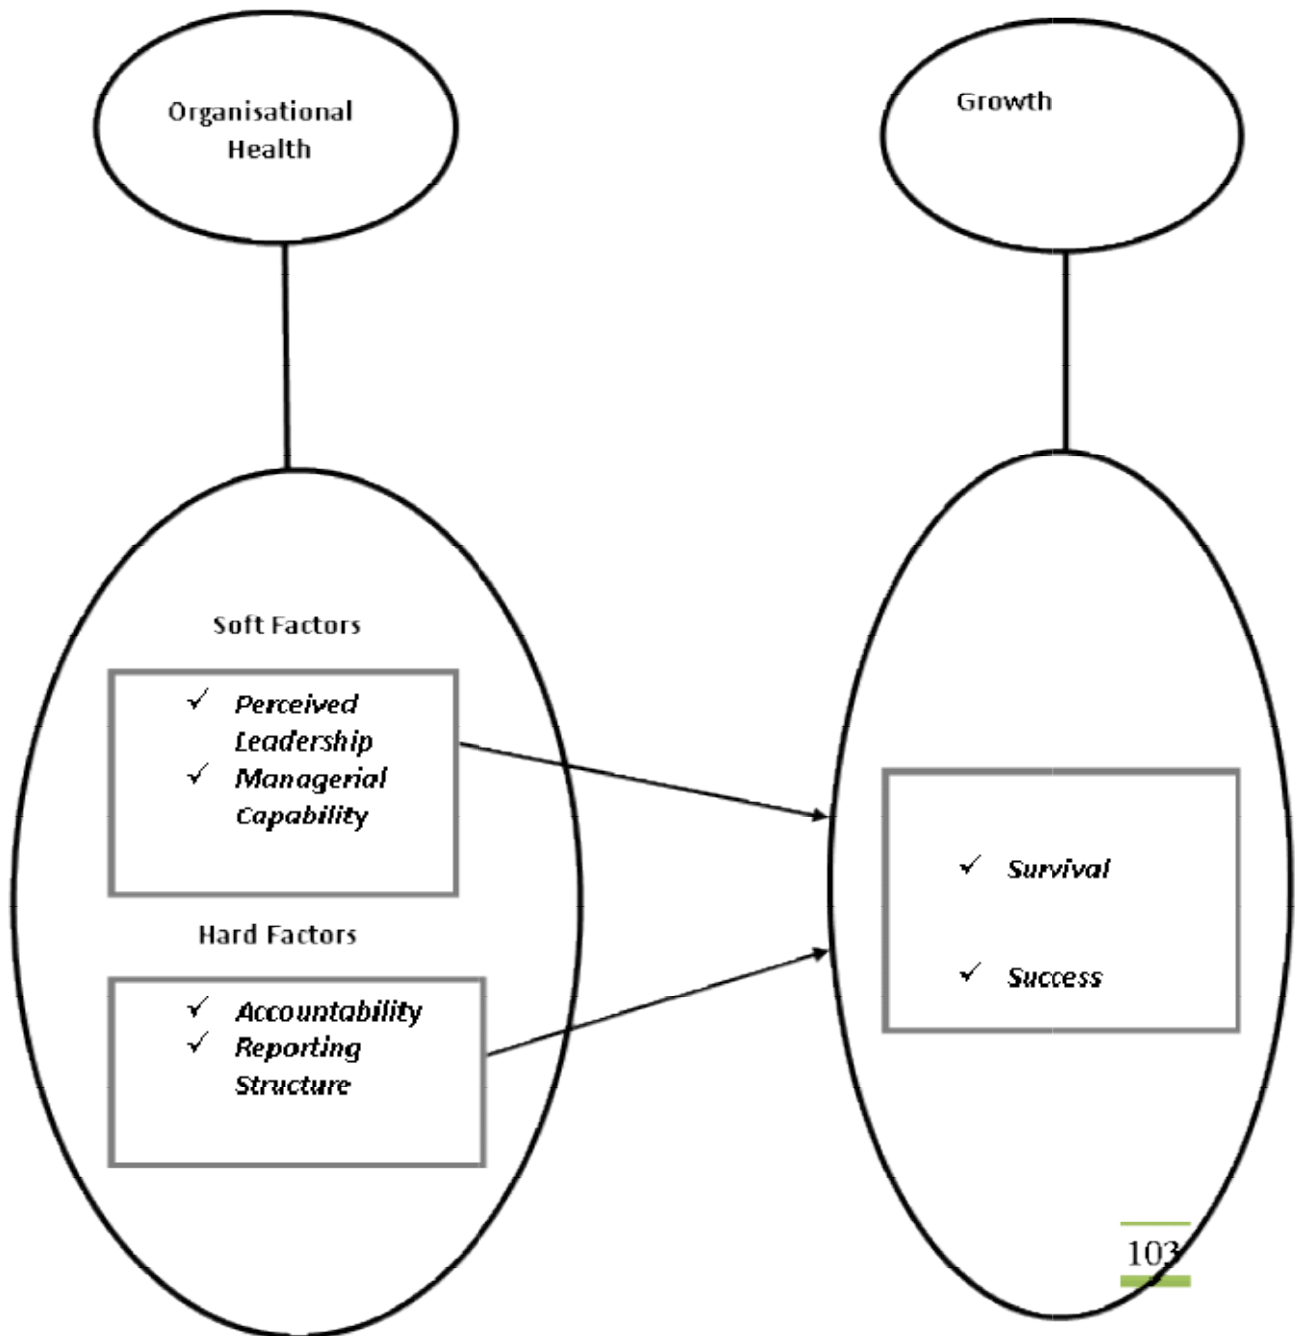 Organisational
Health
Growth
Soft Factors
✓ Perceived
Leadership
✓ Managerial
Capability
Hard Factors
✓ Accountability
✓ Reporting
Structure
✓ Survival
✓ Success
103